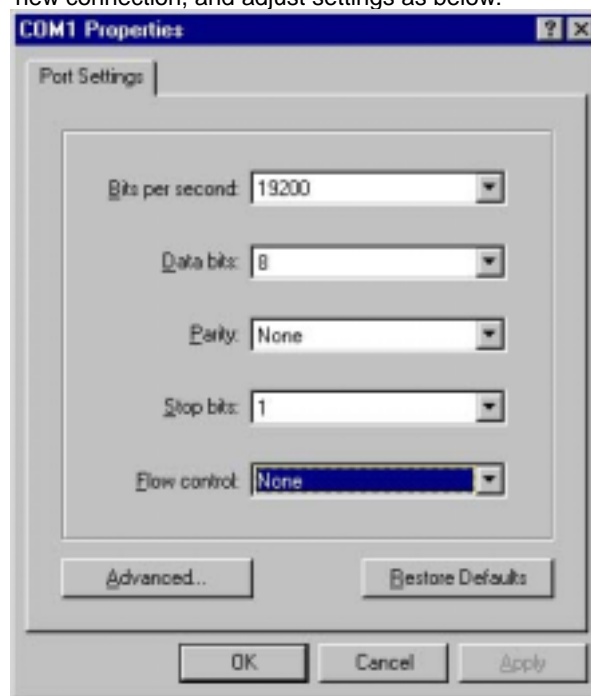 new connection, and adjust settings as below.
COM1 Properties
Port Settings
Bits per second: 19200
Data bits: 8
Parity: None
Stop bits: 1
Flow control: None
Advanced... Restore Defaults
OK Cancel Apply